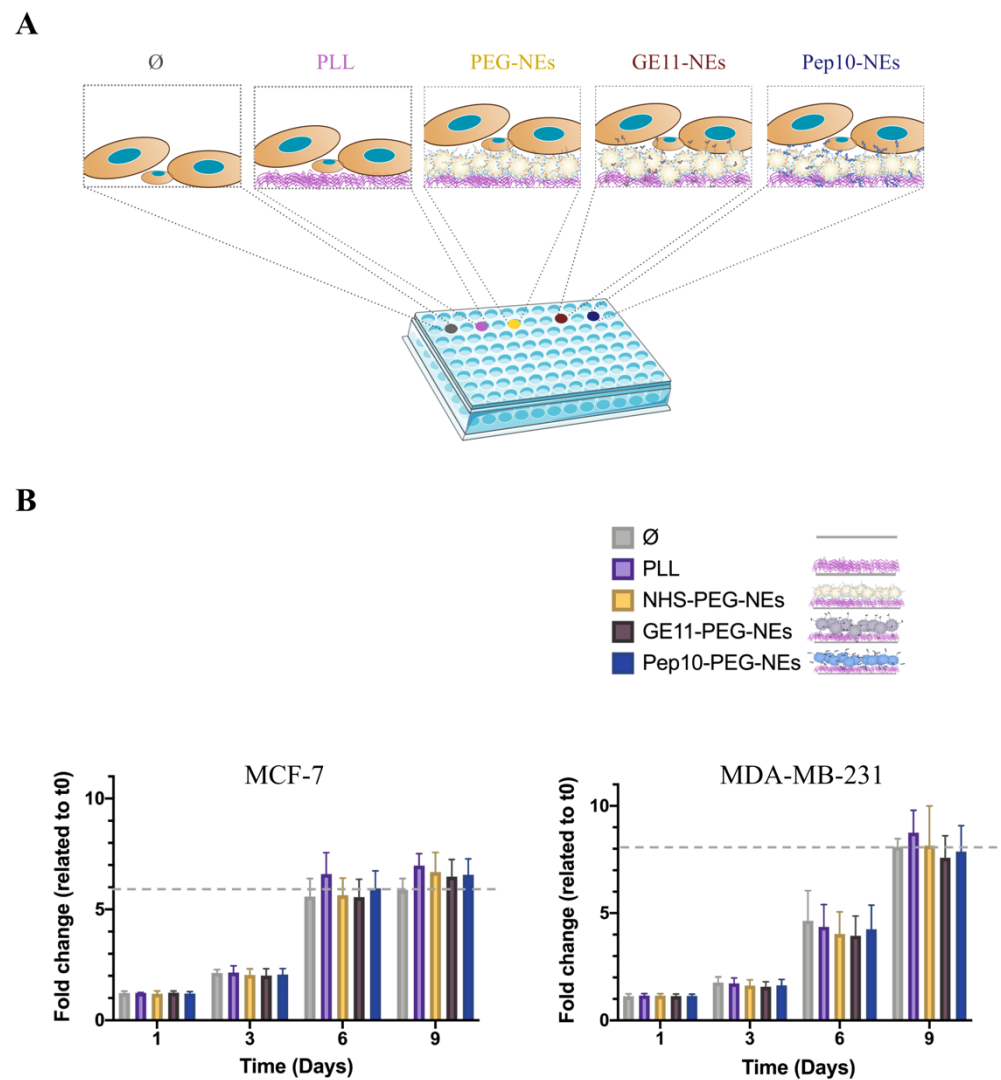 A
Ø PLL PEG-NEs GE11-NEs Pep10-NEs
B
Ø
PLL
NHS-PEG-NEs
GE11-PEG-NEs
Pep10-PEG-NEs
MCF-7
Fold change (related to t0)
10
5
0
1 3 6 9
Time (Days)
MDA-MB-231
Fold change (related to t0)
10
5
0
1 3 6 9
Time (Days)